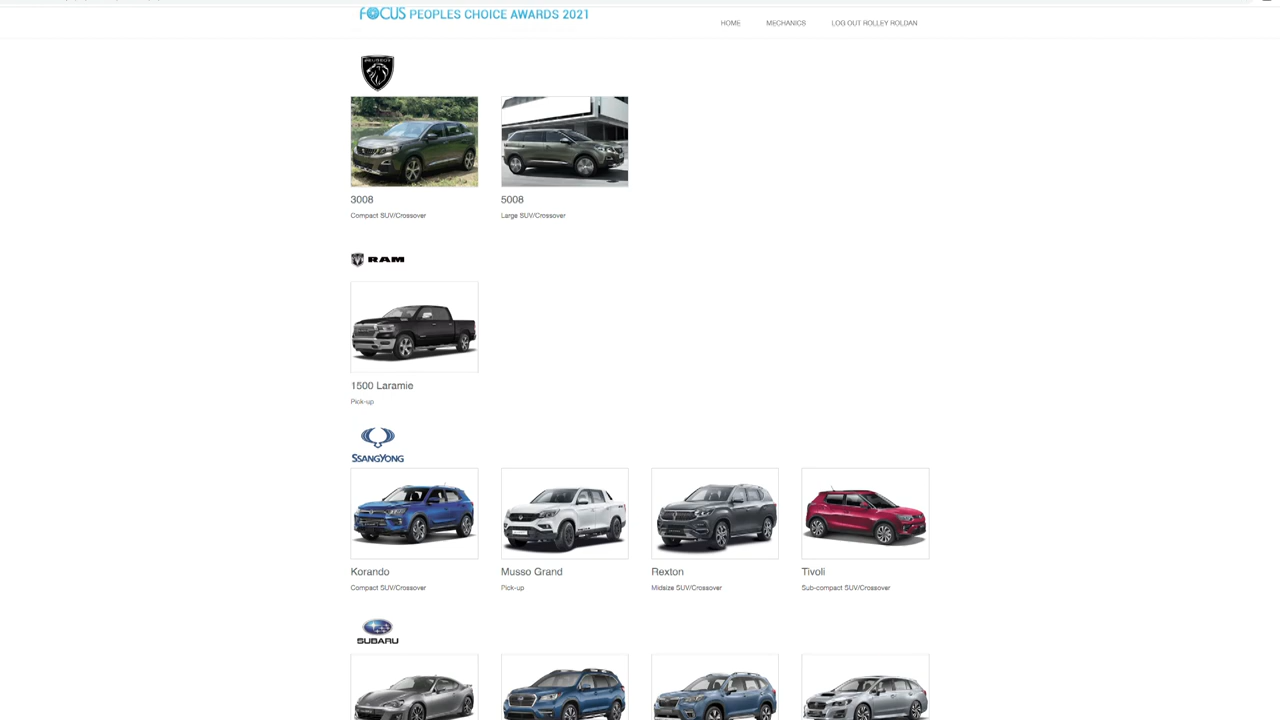 FOCUS PEOPLES CHOICE AWARDS 2021
HOME MECHANICS LOG OUT ROLLEY ROLDAN
PEUGEOT
3008 5008
Compact SUV/Crossover Large SUV/Crossover
RAM
1500 Laramie
Pick-up
SSANGYONG
Korando Musso Grand Rexton Tivoli
Compact SUV/Crossover Pick-up Midsize SUV/Crossover Sub-compact SUV/Crossover
SUBARU